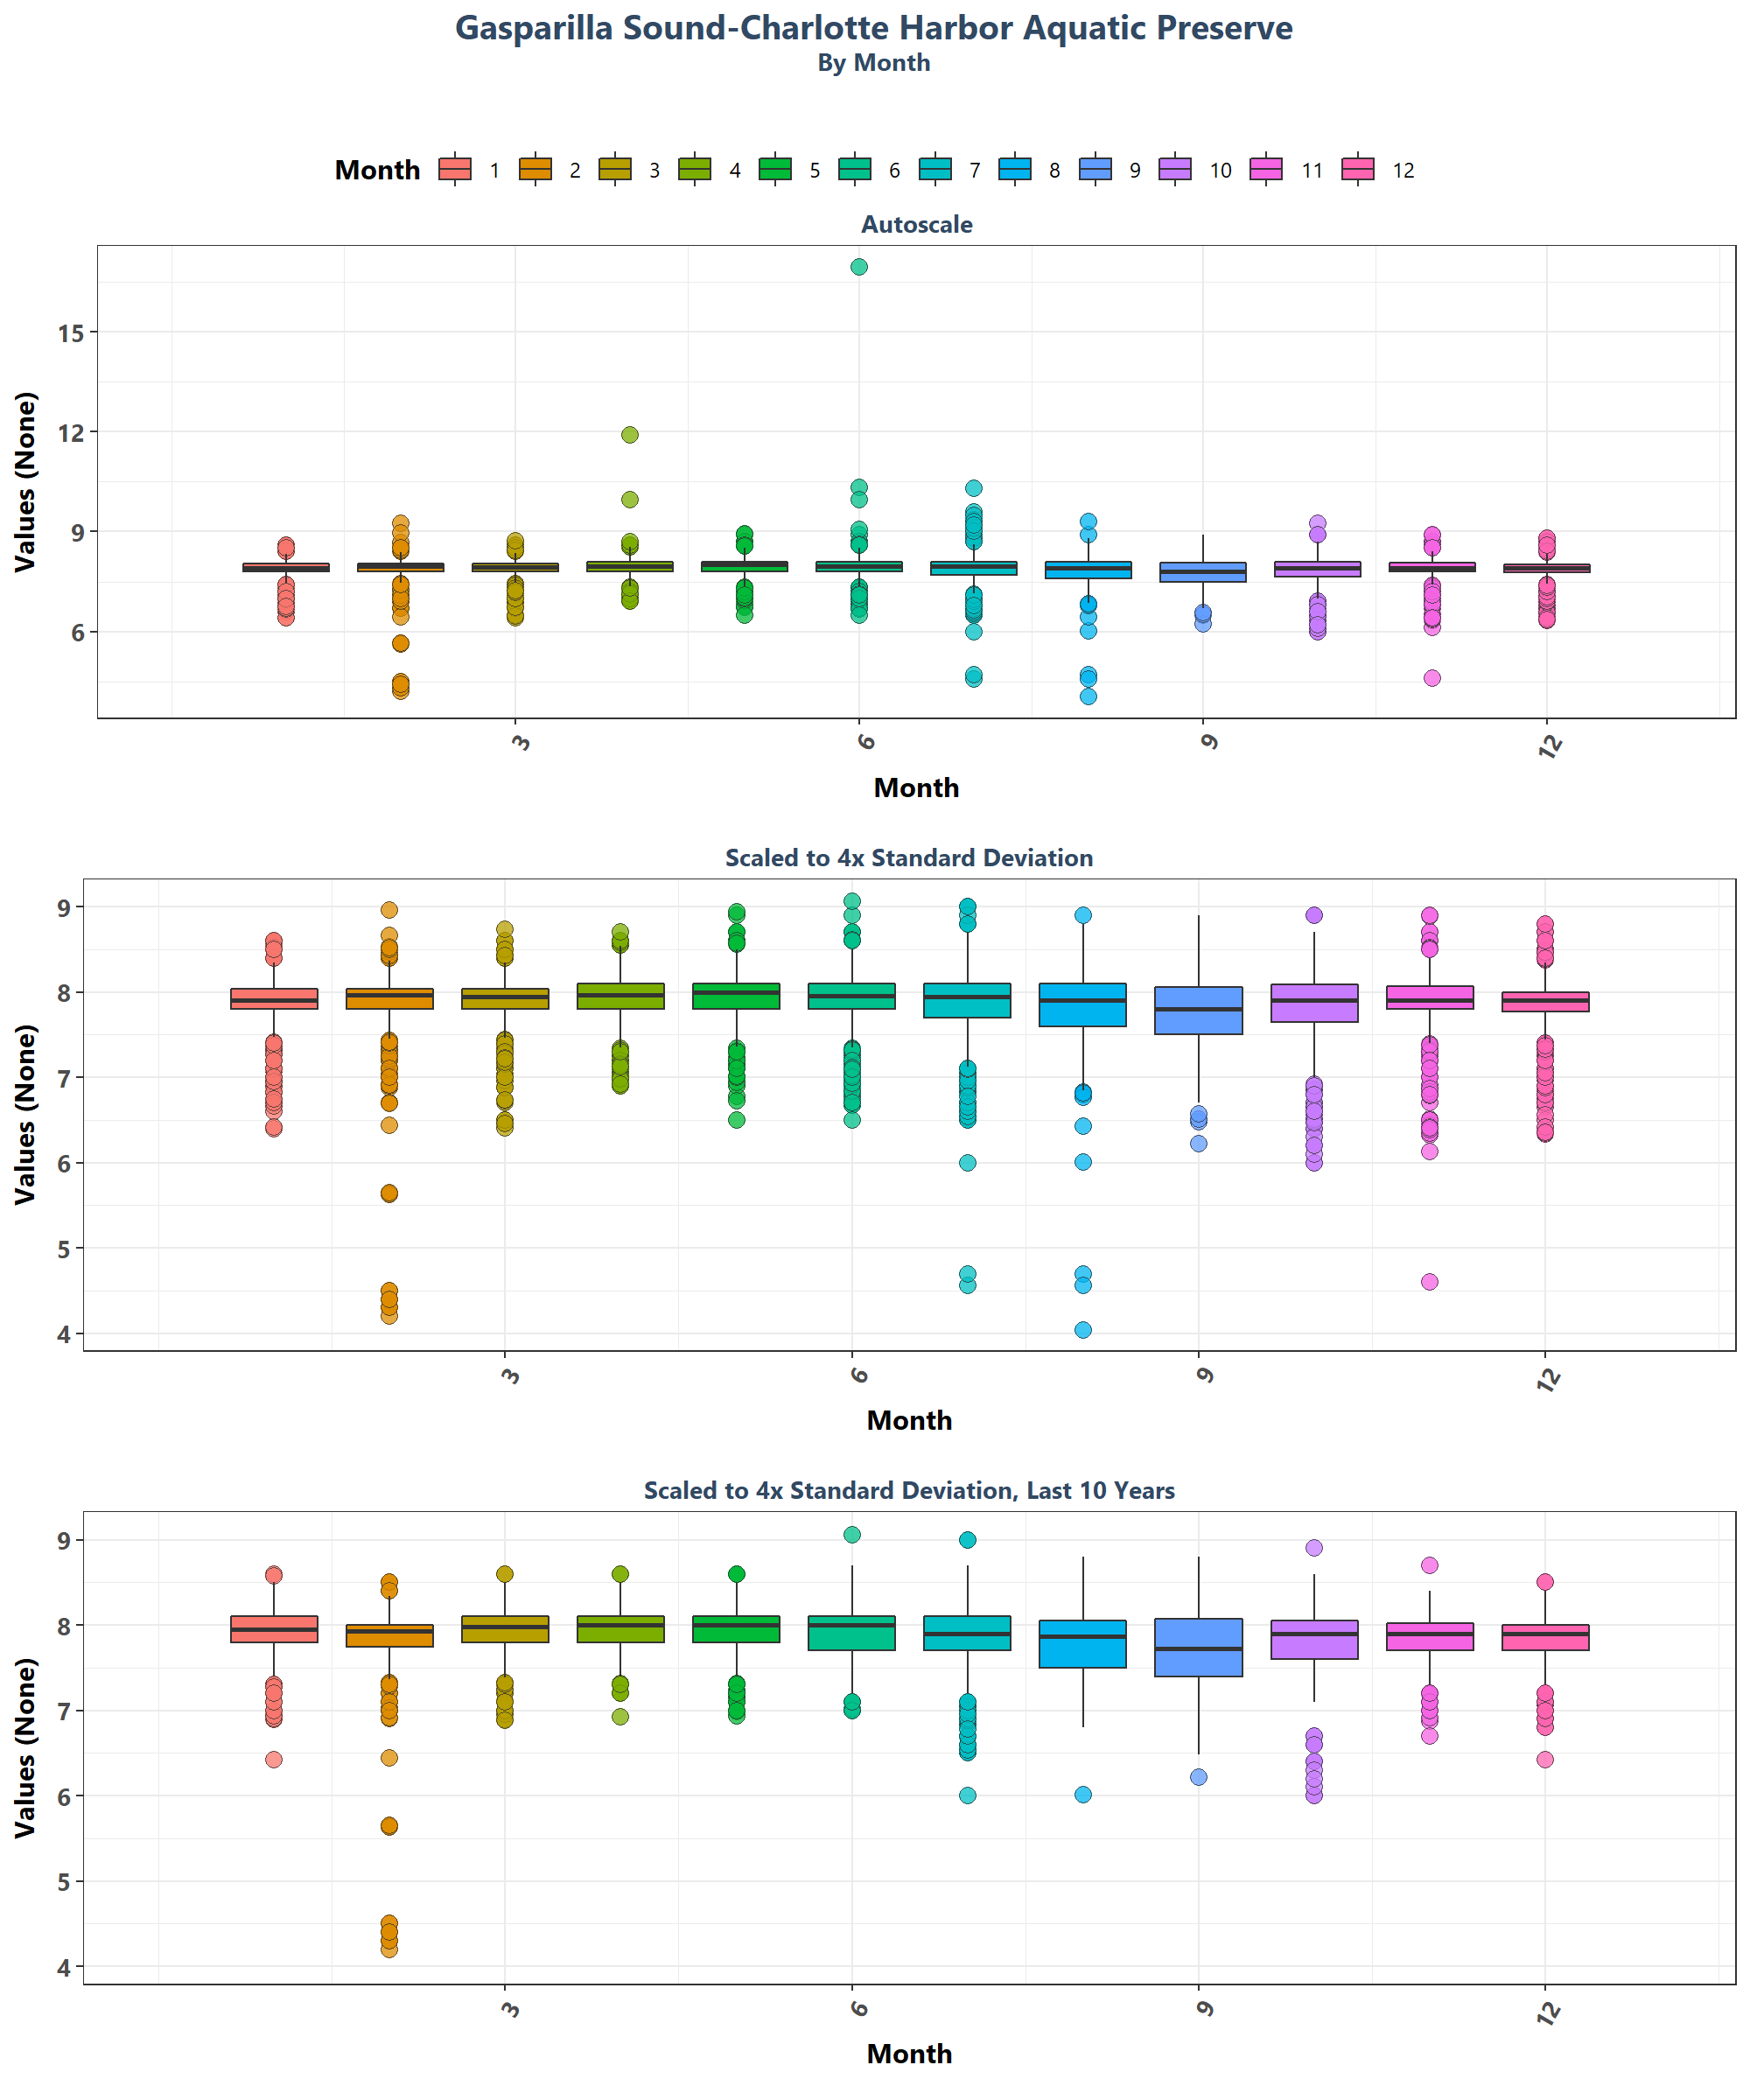 Gasparilla Sound-Charlotte Harbor Aquatic Preserve
By Month
Month 1 2 3 4 5 6 7 8 9 10 11 12
Autoscale
Values (None)
15
12
9
6
3 6 9 12
Month
Scaled to 4x Standard Deviation
Values (None)
9
8
7
6
5
4
3 6 9 12
Month
Scaled to 4x Standard Deviation, Last 10 Years
Values (None)
9
8
7
6
5
4
3 6 9 12
Month